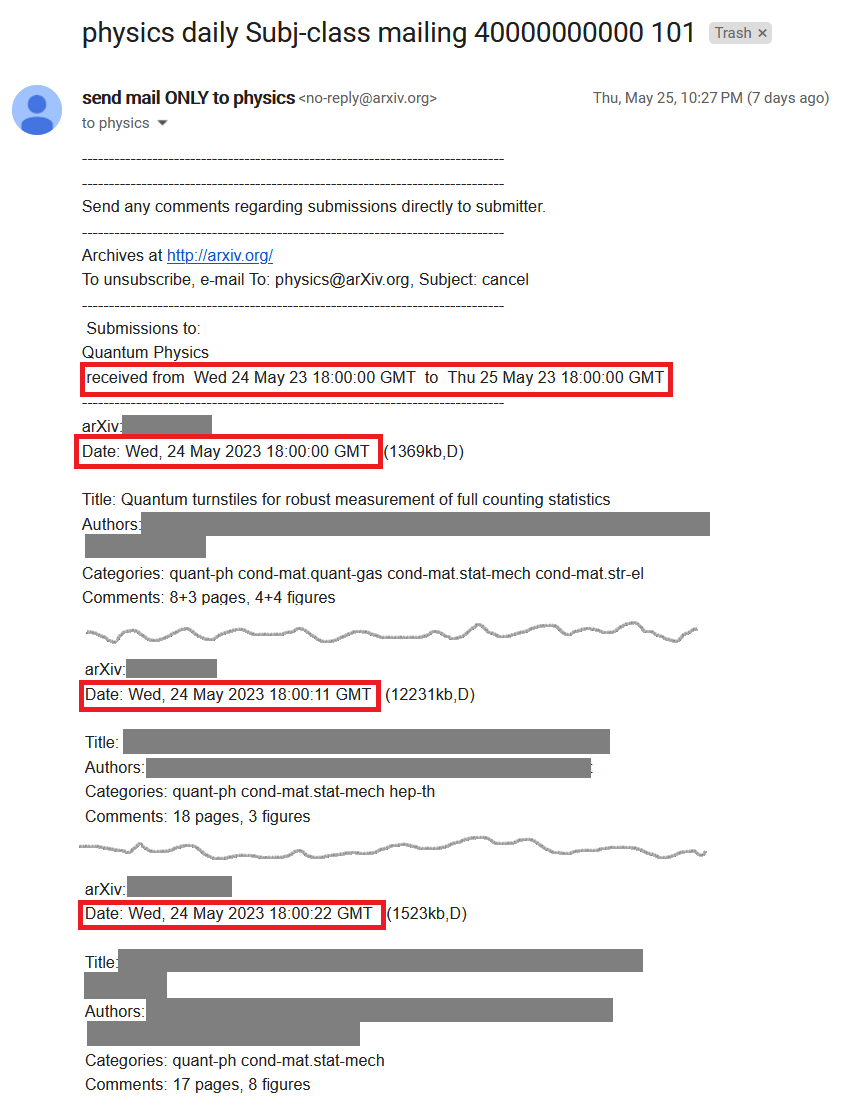 physics daily Subj-class mailing 40000000000 101 Trash ×
send mail ONLY to physics <no-reply@arxiv.org> Thu, May 25, 10:27 PM (7 days ago)
to physics
---------------------------------------------------------------------------
---------------------------------------------------------------------------
Send any comments regarding submissions directly to submitter.
---------------------------------------------------------------------------
Archives at http://arxiv.org/
To unsubscribe, e-mail To: physics@arXiv.org, Subject: cancel
---------------------------------------------------------------------------
Submissions to:
Quantum Physics
received from Wed 24 May 23 18:00:00 GMT to Thu 25 May 23 18:00:00 GMT
---------------------------------------------------------------------------
arXiv:
Date: Wed, 24 May 2023 18:00:00 GMT (1369kb,D)
Title: Quantum turnstiles for robust measurement of full counting statistics
Authors:
Categories: quant-ph cond-mat.quant-gas cond-mat.stat-mech cond-mat.str-el
Comments: 8+3 pages, 4+4 figures
arXiv:
Date: Wed, 24 May 2023 18:00:11 GMT (12231kb,D)
Title:
Authors:
Categories: quant-ph cond-mat.stat-mech hep-th
Comments: 18 pages, 3 figures
arXiv:
Date: Wed, 24 May 2023 18:00:22 GMT (1523kb,D)
Title:
Authors:
Categories: quant-ph cond-mat.stat-mech
Comments: 17 pages, 8 figures